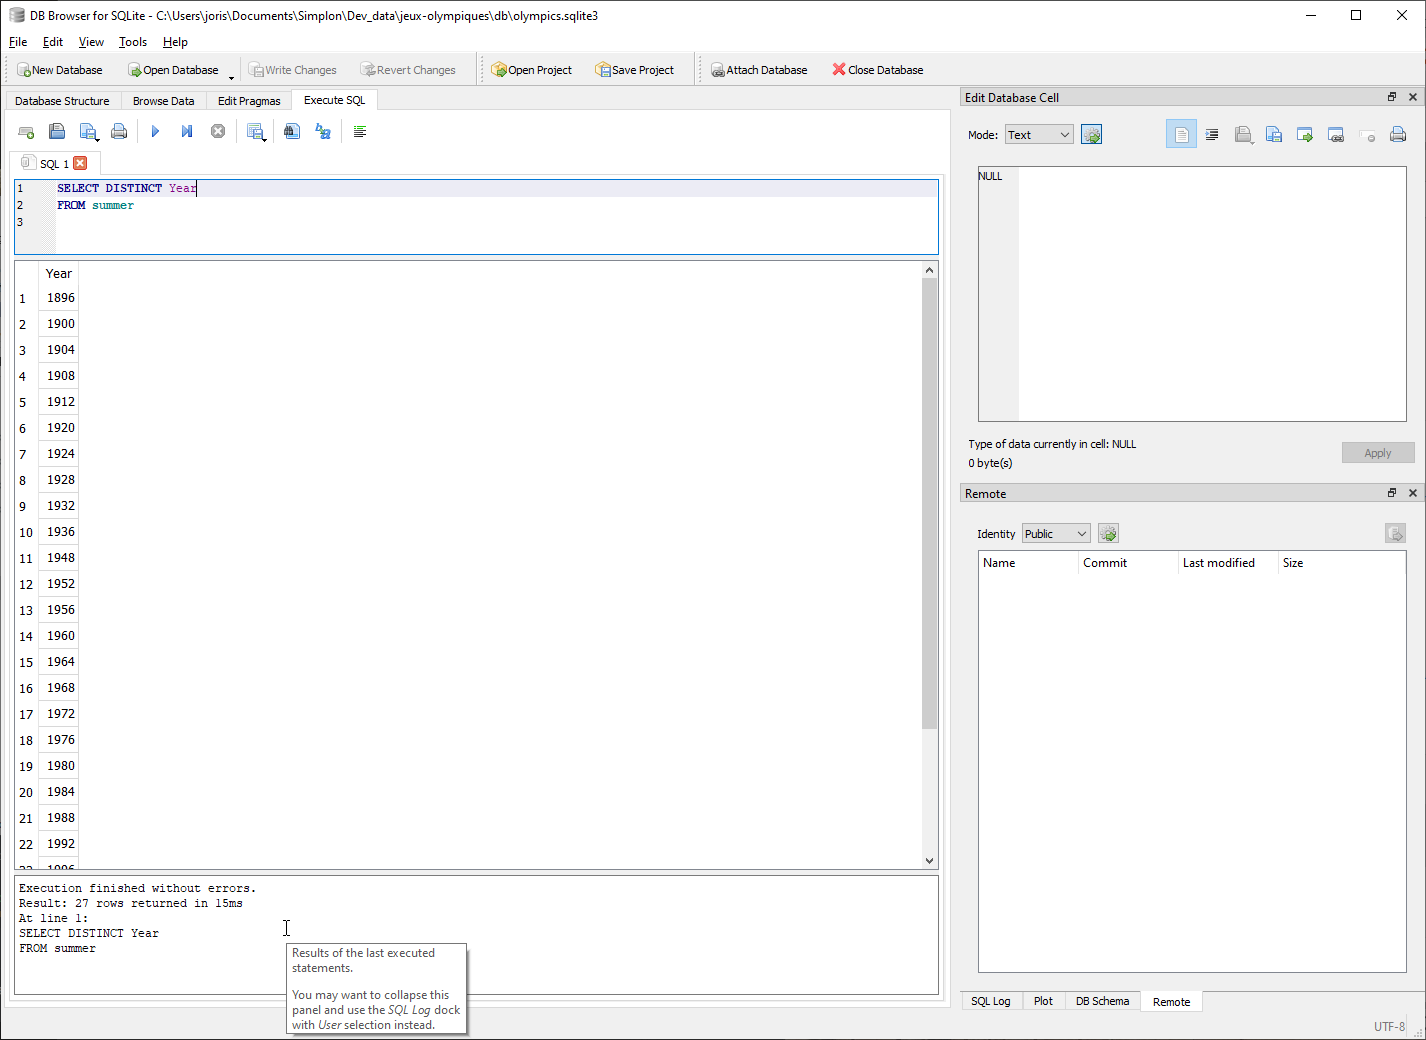 DB Browser for SQLite - C:\Users\joris\Documents\Simplon\Dev_data\jeux-olympiques\db\olympics.sqlite3
File Edit View Tools Help
New Database Open Database Write Changes Revert Changes Open Project Save Project Attach Database Close Database
Database Structure Browse Data Edit Pragmas Execute SQL
SQL 1
1 SELECT DISTINCT Year
2 FROM summer
3
Year
1 1896
2 1900
3 1904
4 1908
5 1912
6 1920
7 1924
8 1928
9 1932
10 1936
11 1948
12 1952
13 1956
14 1960
15 1964
16 1968
17 1972
18 1976
19 1980
20 1984
21 1988
22 1992
Execution finished without errors.
Result: 27 rows returned in 15ms
At line 1:
SELECT DISTINCT Year
FROM summer
Results of the last executed
statements.
You may want to collapse this
panel and use the SQL Log dock
with User selection instead.
Edit Database Cell
Mode: Text
NULL
Type of data currently in cell: NULL
0 byte(s)
Apply
Remote
Identity Public
Name Commit Last modified Size
SQL Log Plot DB Schema Remote
UTF-8